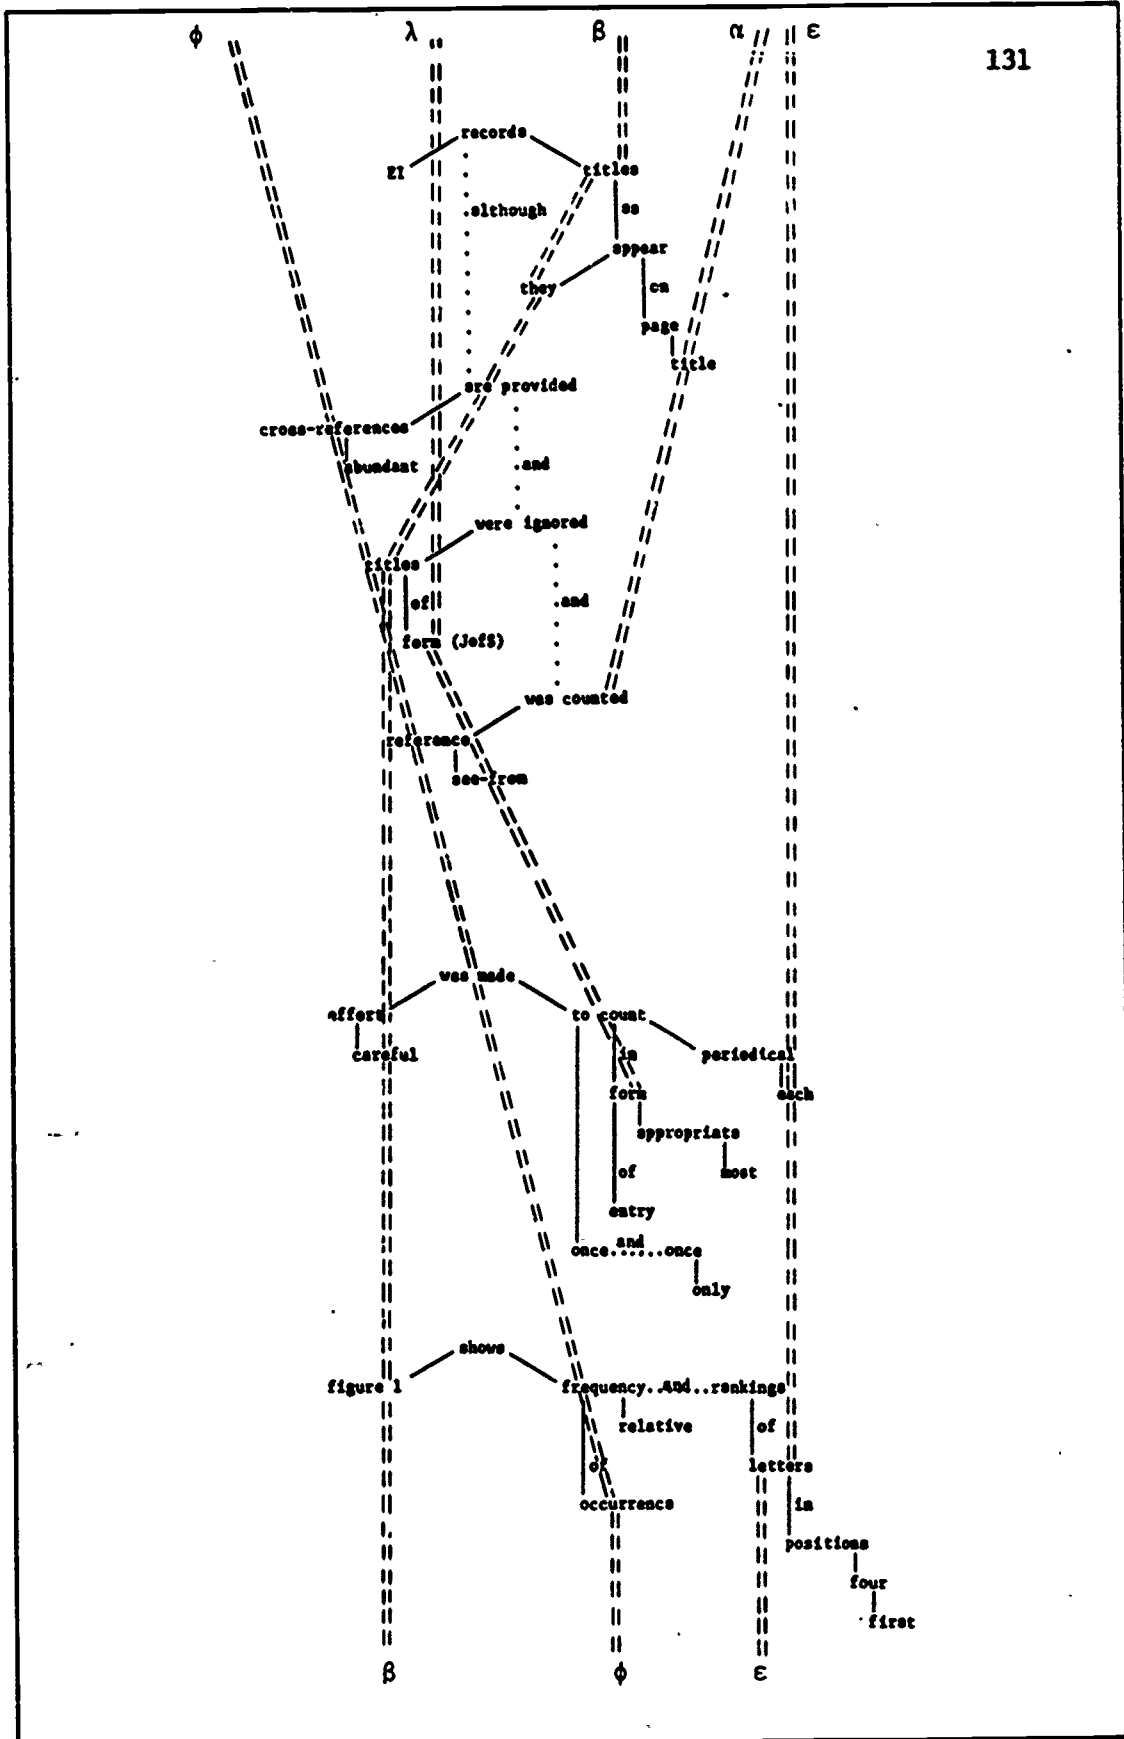 φ λ β α ε
131
records
EI titles
although as
appear
they on
page
title
are provided
cross-references
abundant and
were ignored
titles
of and
form (JofS)
was counted
reference
see-from
was made
effort to count
careful in periodical
form each
appropriate
of most
entry
once..and...once
only
shows
figure 1 frequency..and..rankings
relative of
of letters
occurrence in
positions
four
first
β φ ε